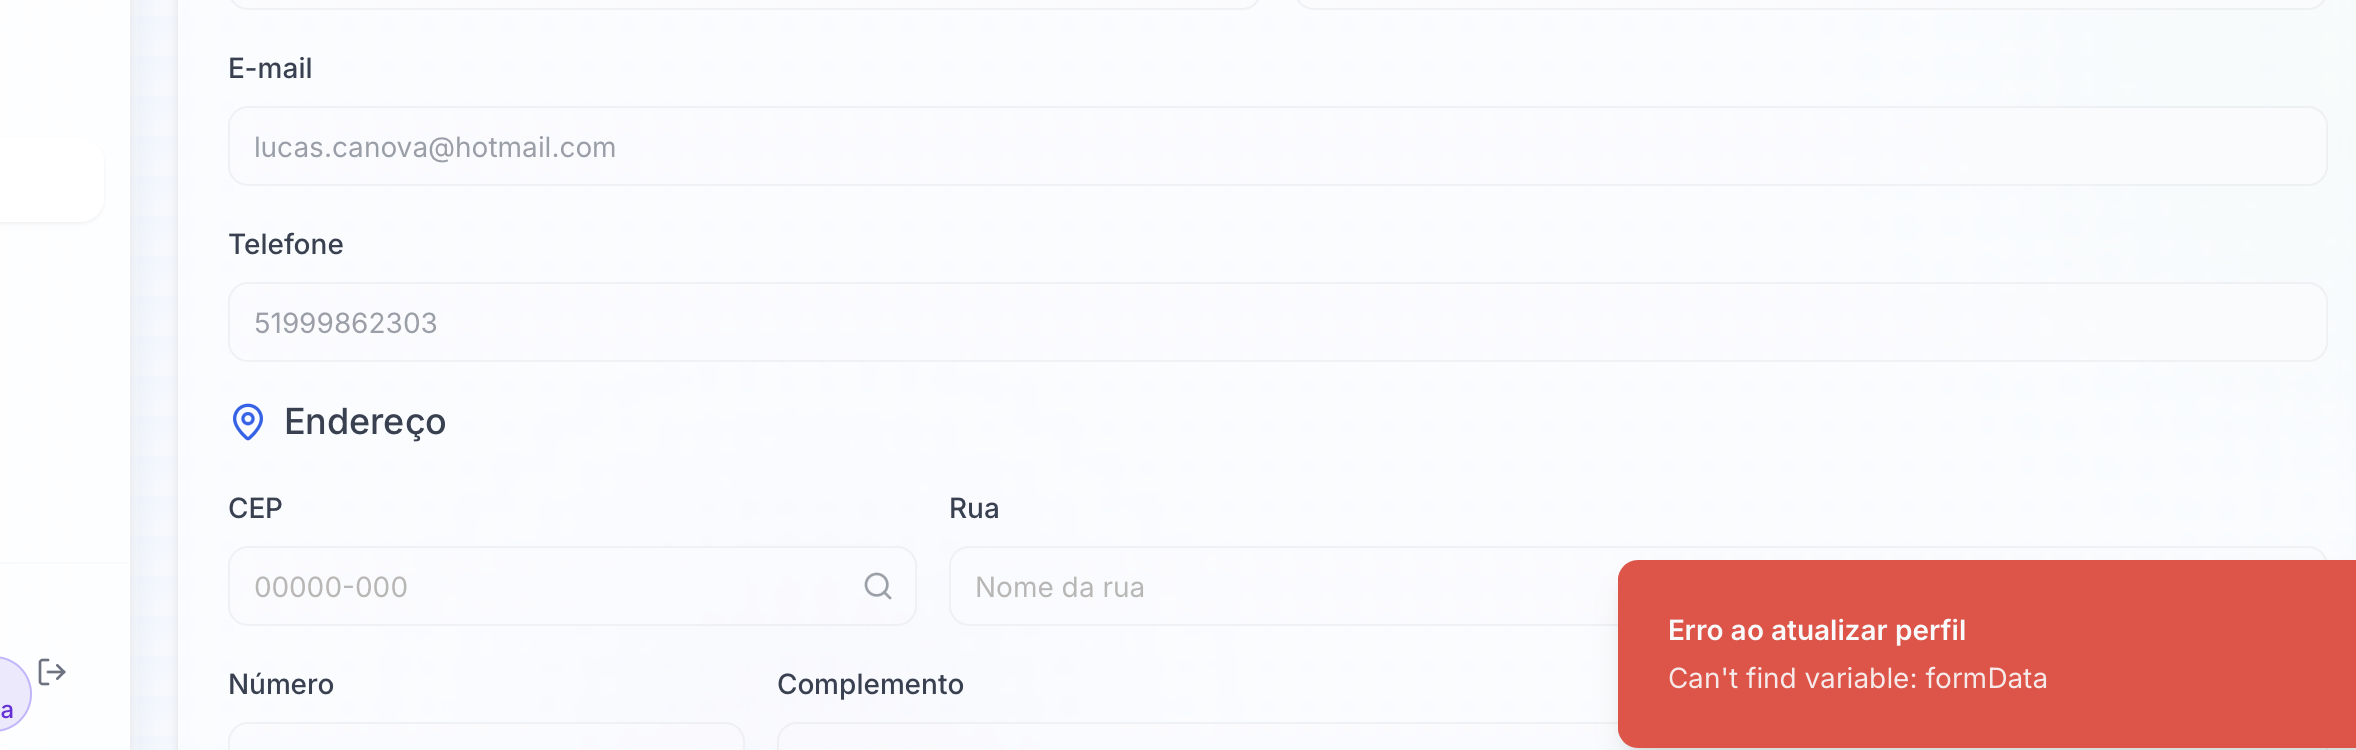 E-mail
lucas.canova@hotmail.com
Telefone
51999862303
Endereço
CEP
Rua
00000-000
Nome da rua
Erro ao atualizar perfil
Can't find variable: formData
Número
Complemento
a